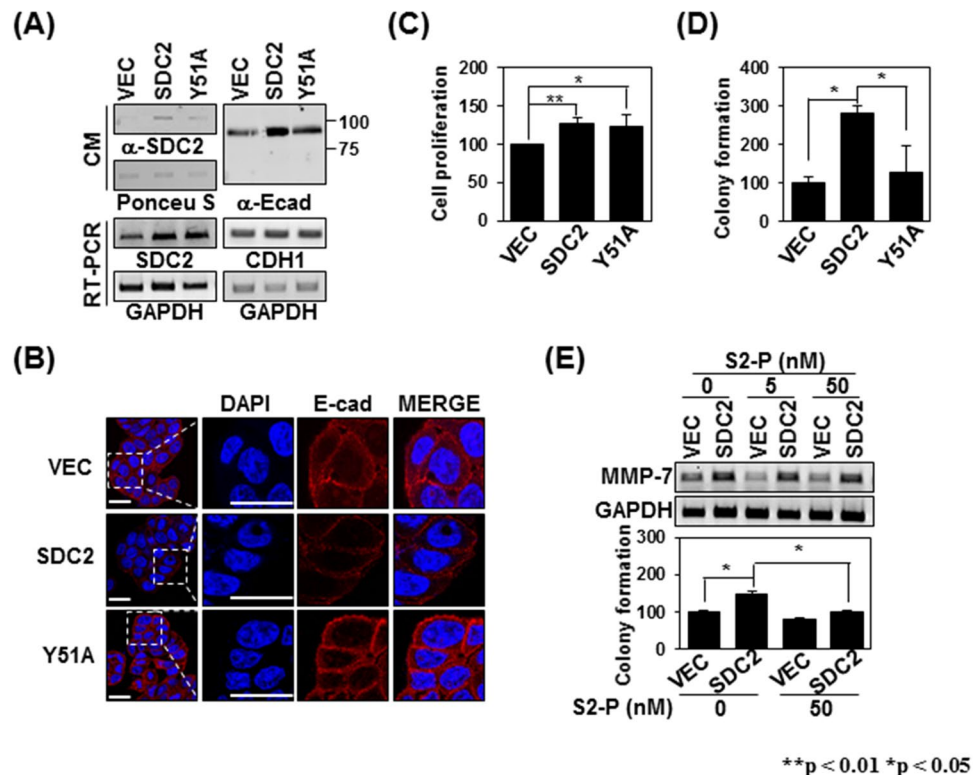 (A)
VEC SDC2 Y51A VEC SDC2 Y51A
CM
100
75
α-SDC2
Ponceu S α-Ecad
RT-PCR
SDC2 CDH1
GAPDH GAPDH
(B)
DAPI E-cad MERGE
VEC
SDC2
Y51A
(C)
Cell proliferation
200
150
100
50
0
* 
**
VEC SDC2 Y51A
(D)
Colony formation
400
300
200
100
0
* *
VEC SDC2 Y51A
(E)
S2-P (nM)
0 5 50
VEC SDC2 VEC SDC2 VEC SDC2
MMP-7
GAPDH
Colony formation
300
200
100
0
* *
VEC SDC2 VEC SDC2
S2-P (nM) 0 50
**p < 0.01 *p < 0.05